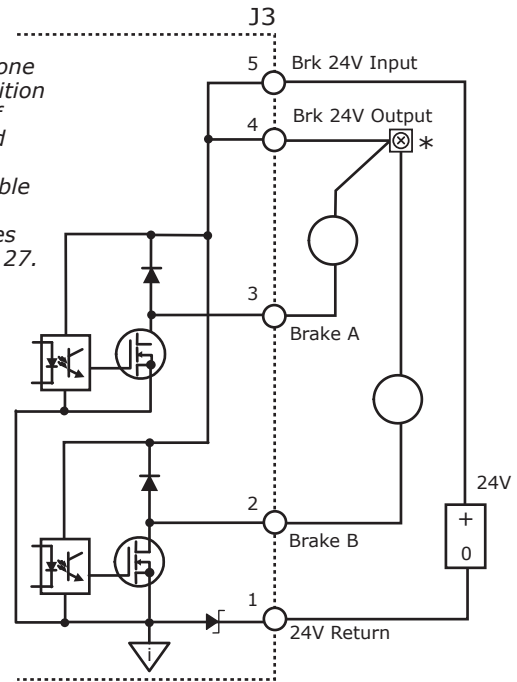 J3
one
ition
d
ble
es
27.
5 Brk 24V Input
Brk 24V Output
4
*
3
Brake A
24V
+
0
2
Brake B
1
24V Return
i